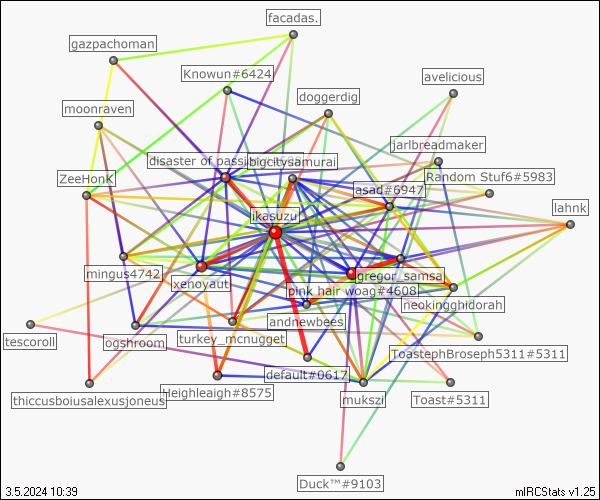 facadas.
gazpachoman
Knowun#6424
avelicious
doggerdig
moonraven
jarlbreadmaker
disaster of pass
bigcitysamurai
Random Stuf6#5983
ZeeHonk
asad#6947
lahnk
ikasuzu
mingus4742
xenoyaut
gregor_samsa
pink hair woag#4608
neokingghidorah
andnewbees
tescoroll
ogshroom
turkey_mcnugget
ToastephBroseph5311#5311
default#0617
thiccusboiusalexusjoneus
Heighleaigh#8575
mukszi
Toast#5311
Duck™#9103
3.5.2024 10:39
mIRCStats v1.25